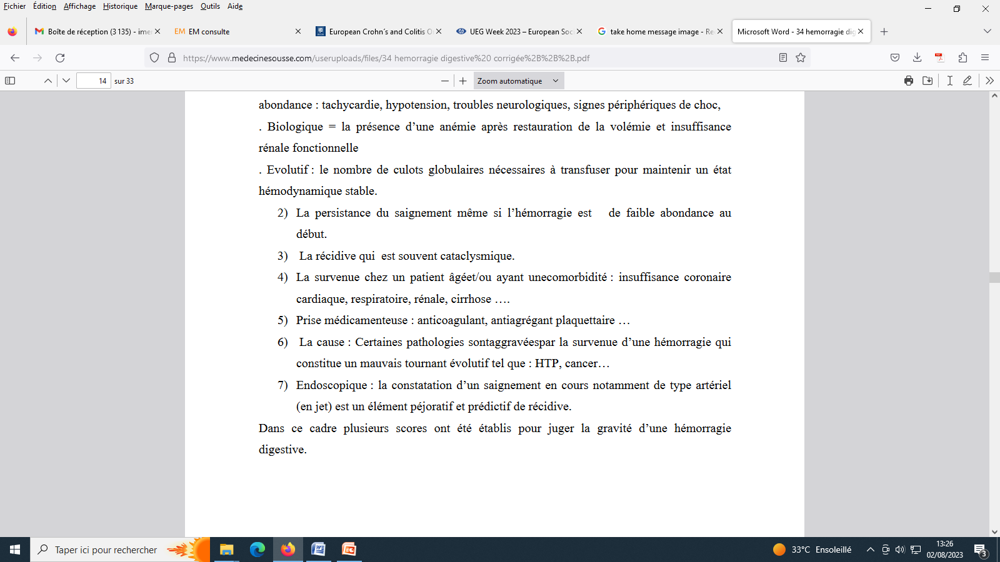 Fichier Édition Affichage Historique Marque-pages Outils Aide
Boîte de réception (3 135) - ime
EM EM consulte
European Crohn´s and Colitis O
UEG Week 2023 – European Soc
take home message image - Re
Microsoft Word - 34 hemorragie dig
https://www.medecinesousse.com/useruploads/files/34 hemorragie digestive%20 corrigée%2B%2B%2B.pdf
14 sur 33
Zoom automatique
abondance : tachycardie, hypotension, troubles neurologiques, signes périphériques de choc,
. Biologique = la présence d’une anémie après restauration de la volémie et insuffisance
rénale fonctionnelle
. Evolutif : le nombre de culots globulaires nécessaires à transfuser pour maintenir un état
hémodynamique stable.
2) La persistance du saignement même si l’hémorragie est de faible abondance au
début.
3) La récidive qui est souvent cataclysmique.
4) La survenue chez un patient âgéet/ou ayant unecomorbidité : insuffisance coronaire
cardiaque, respiratoire, rénale, cirrhose ….
5) Prise médicamenteuse : anticoagulant, antiagrégant plaquettaire …
6) La cause : Certaines pathologies sontaggravéespar la survenue d’une hémorragie qui
constitue un mauvais tournant évolutif tel que : HTP, cancer…
7) Endoscopique : la constatation d’un saignement en cours notamment de type artériel
(en jet) est un élément péjoratif et prédictif de récidive.
Dans ce cadre plusieurs scores ont été établis pour juger la gravité d’une hémorragie
digestive.
Taper ici pour rechercher
33°C Ensoleillé
13:26
02/08/2023
3